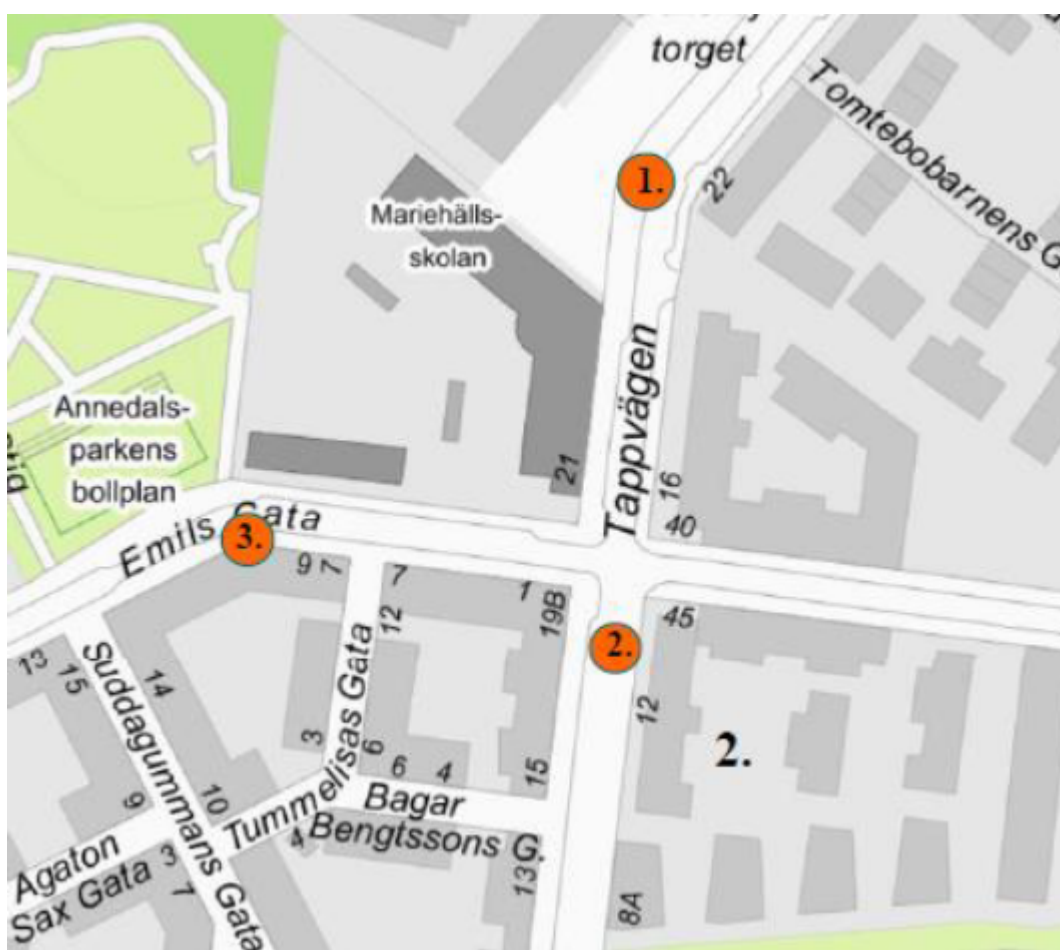 torget
Tomtebobarnens G
1.
22
Mariehälls-
skolan
Tappvägen
Annedals-
parkens
bollplan
stig
21
16
40
Emils Gata
3.
9
7
7
1
19B
45
12
2.
12
2.
13
15
Suddagummans Gata
14
3
Tummelisas Gata
6
6
4
15
9
10
Bagar
Bengtssons G.
4
13
8A
Agaton
Sax Gata
3
7